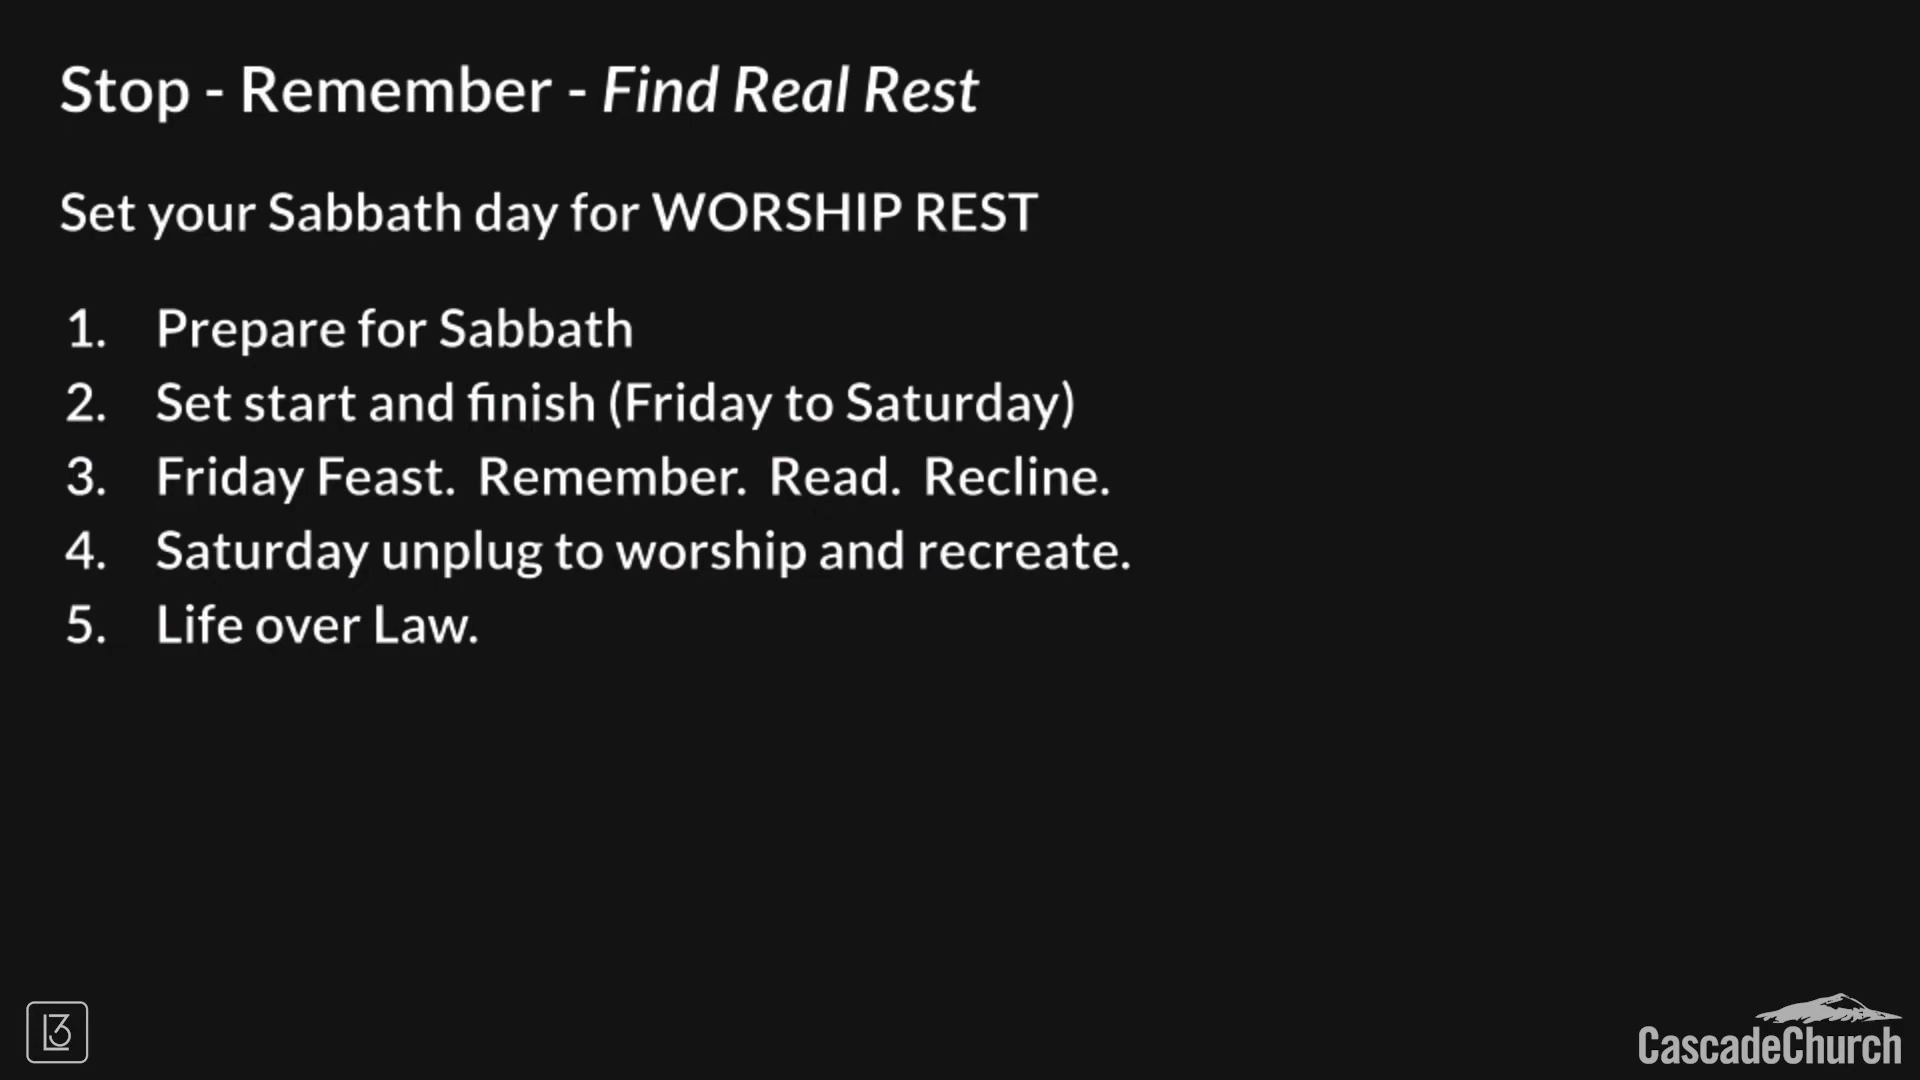 Stop - Remember - Find Real Rest
Set your Sabbath day for WORSHIP REST
1. Prepare for Sabbath
2. Set start and finish (Friday to Saturday)
3. Friday Feast. Remember. Read. Recline.
4. Saturday unplug to worship and recreate.
5. Life over Law.
L3
CascadeChurch